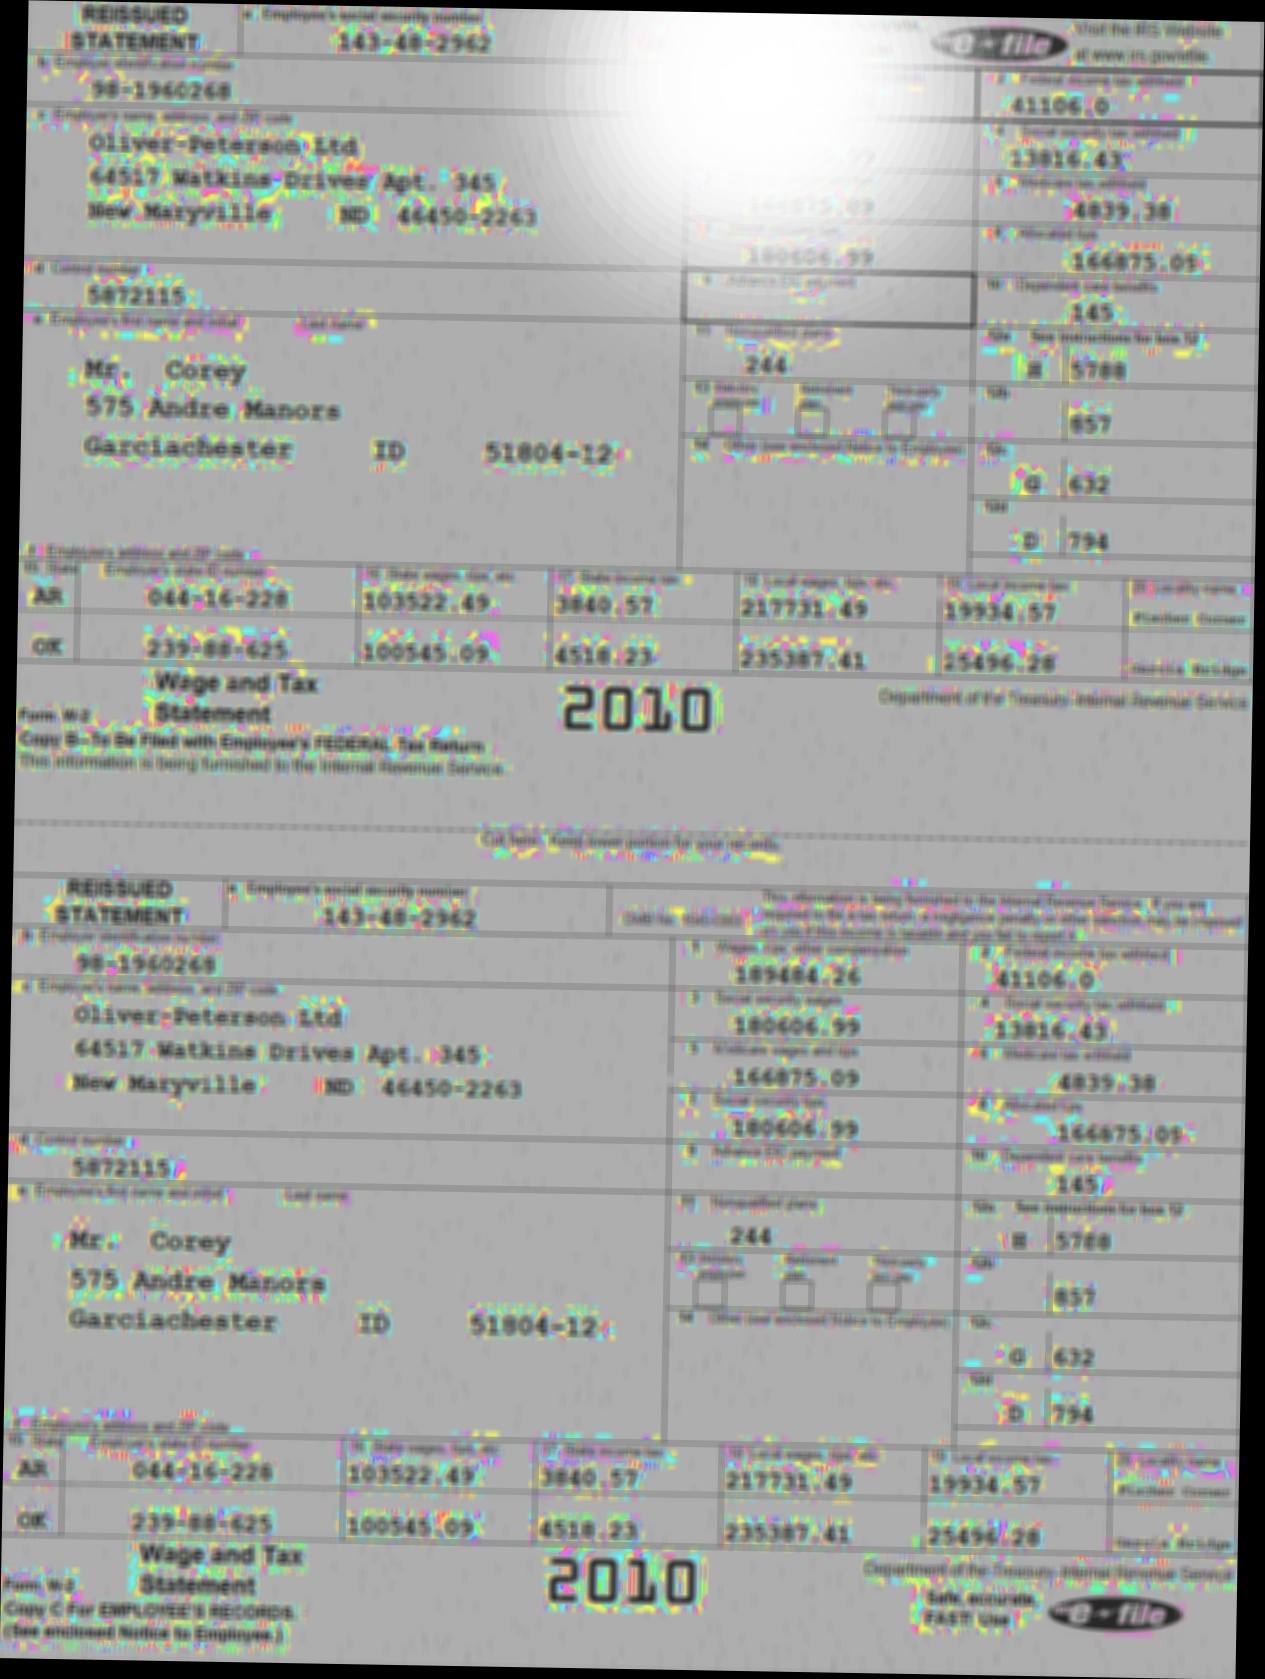 REISSUED STATEMENT
a Employee's social security number
143-48-2962
e-file
Visit the IRS Website
at www.irs.gov/efile
b Employer identification number
98-1960268
2 Federal income tax withheld
41106.0
c Employer's name, address, and ZIP code
Oliver-Peterson Ltd
64517 Watkins Drives Apt. 345
New Maryville ND 46450-2263
4 Social security tax withheld
13816.43
166875.09
6 Medicare tax withheld
4839.38
180606.99
8 Allocated tips
166875.09
d Control number
5872115
9 Advance EIC payment
10 Dependent care benefits
145
e Employee's first name and initial Last name
Mr. Corey
575 Andre Manors
Garciachester ID 51804-12
11 Nonqualified plans
244
12a See instructions for box 12
H 5788
13 Statutory employee Retirement plan Third-party sick pay
12b
857
14 Other (see enclosed Notice to Employee)
12c
G 632
12d
D 794
f Employee's address and ZIP code
15 State Employer's state ID number 16 State wages, tips, etc. 17 State income tax 18 Local wages, tips, etc. 19 Local income tax 20 Locality name
AR 044-16-228 103522.49 3840.57 217731.49 19934.57
OK 239-88-625 100545.09 4518.23 235387.41 25496.28
Form W-2 Wage and Tax Statement 2010 Department of the Treasury-Internal Revenue Service
Copy B-To Be Filed with Employee's FEDERAL Tax Return
This information is being furnished to the Internal Revenue Service.
Cut here. Keep lower portion for your records.
REISSUED STATEMENT
a Employee's social security number
143-48-2962
OMB No.
This information is being furnished to the Internal Revenue Service. If you are
required to file a tax return, a negligence penalty or other sanction may be imposed
on you if this income is taxable and you fail to report it.
b Employer identification number
98-1960268
1 Wages, tips, other compensation
189484.26
2 Federal income tax withheld
41106.0
c Employer's name, address, and ZIP code
Oliver-Peterson Ltd
64517 Watkins Drives Apt. 345
New Maryville ND 46450-2263
3 Social security wages
180606.99
4 Social security tax withheld
13816.43
5 Medicare wages and tips
166875.09
6 Medicare tax withheld
4839.38
7 Social security tips
180606.99
8 Allocated tips
166875.09
d Control number
5872115
9 Advance EIC payment
10 Dependent care benefits
145
e Employee's first name and initial Last name
Mr. Corey
575 Andre Manors
Garciachester ID 51804-12
11 Nonqualified plans
244
12a See instructions for box 12
H 5788
13 Statutory employee Retirement plan Third-party sick pay
12b
857
14 Other (see enclosed Notice to Employee)
12c
G 632
12d
D 794
f Employee's address and ZIP code
15 State Employer's state ID number 16 State wages, tips, etc. 17 State income tax 18 Local wages, tips, etc. 19 Local income tax 20 Locality name
AR 044-16-228 103522.49 3840.57 217731.49 19934.57
OK 239-88-625 100545.09 4518.23 235387.41 25496.28
Form W-2 Wage and Tax Statement 2010 Department of the Treasury-Internal Revenue Service
Copy C For EMPLOYEE'S RECORDS.
(See enclosed Notice to Employee.)
Safe, accurate,
FAST! Use e-file